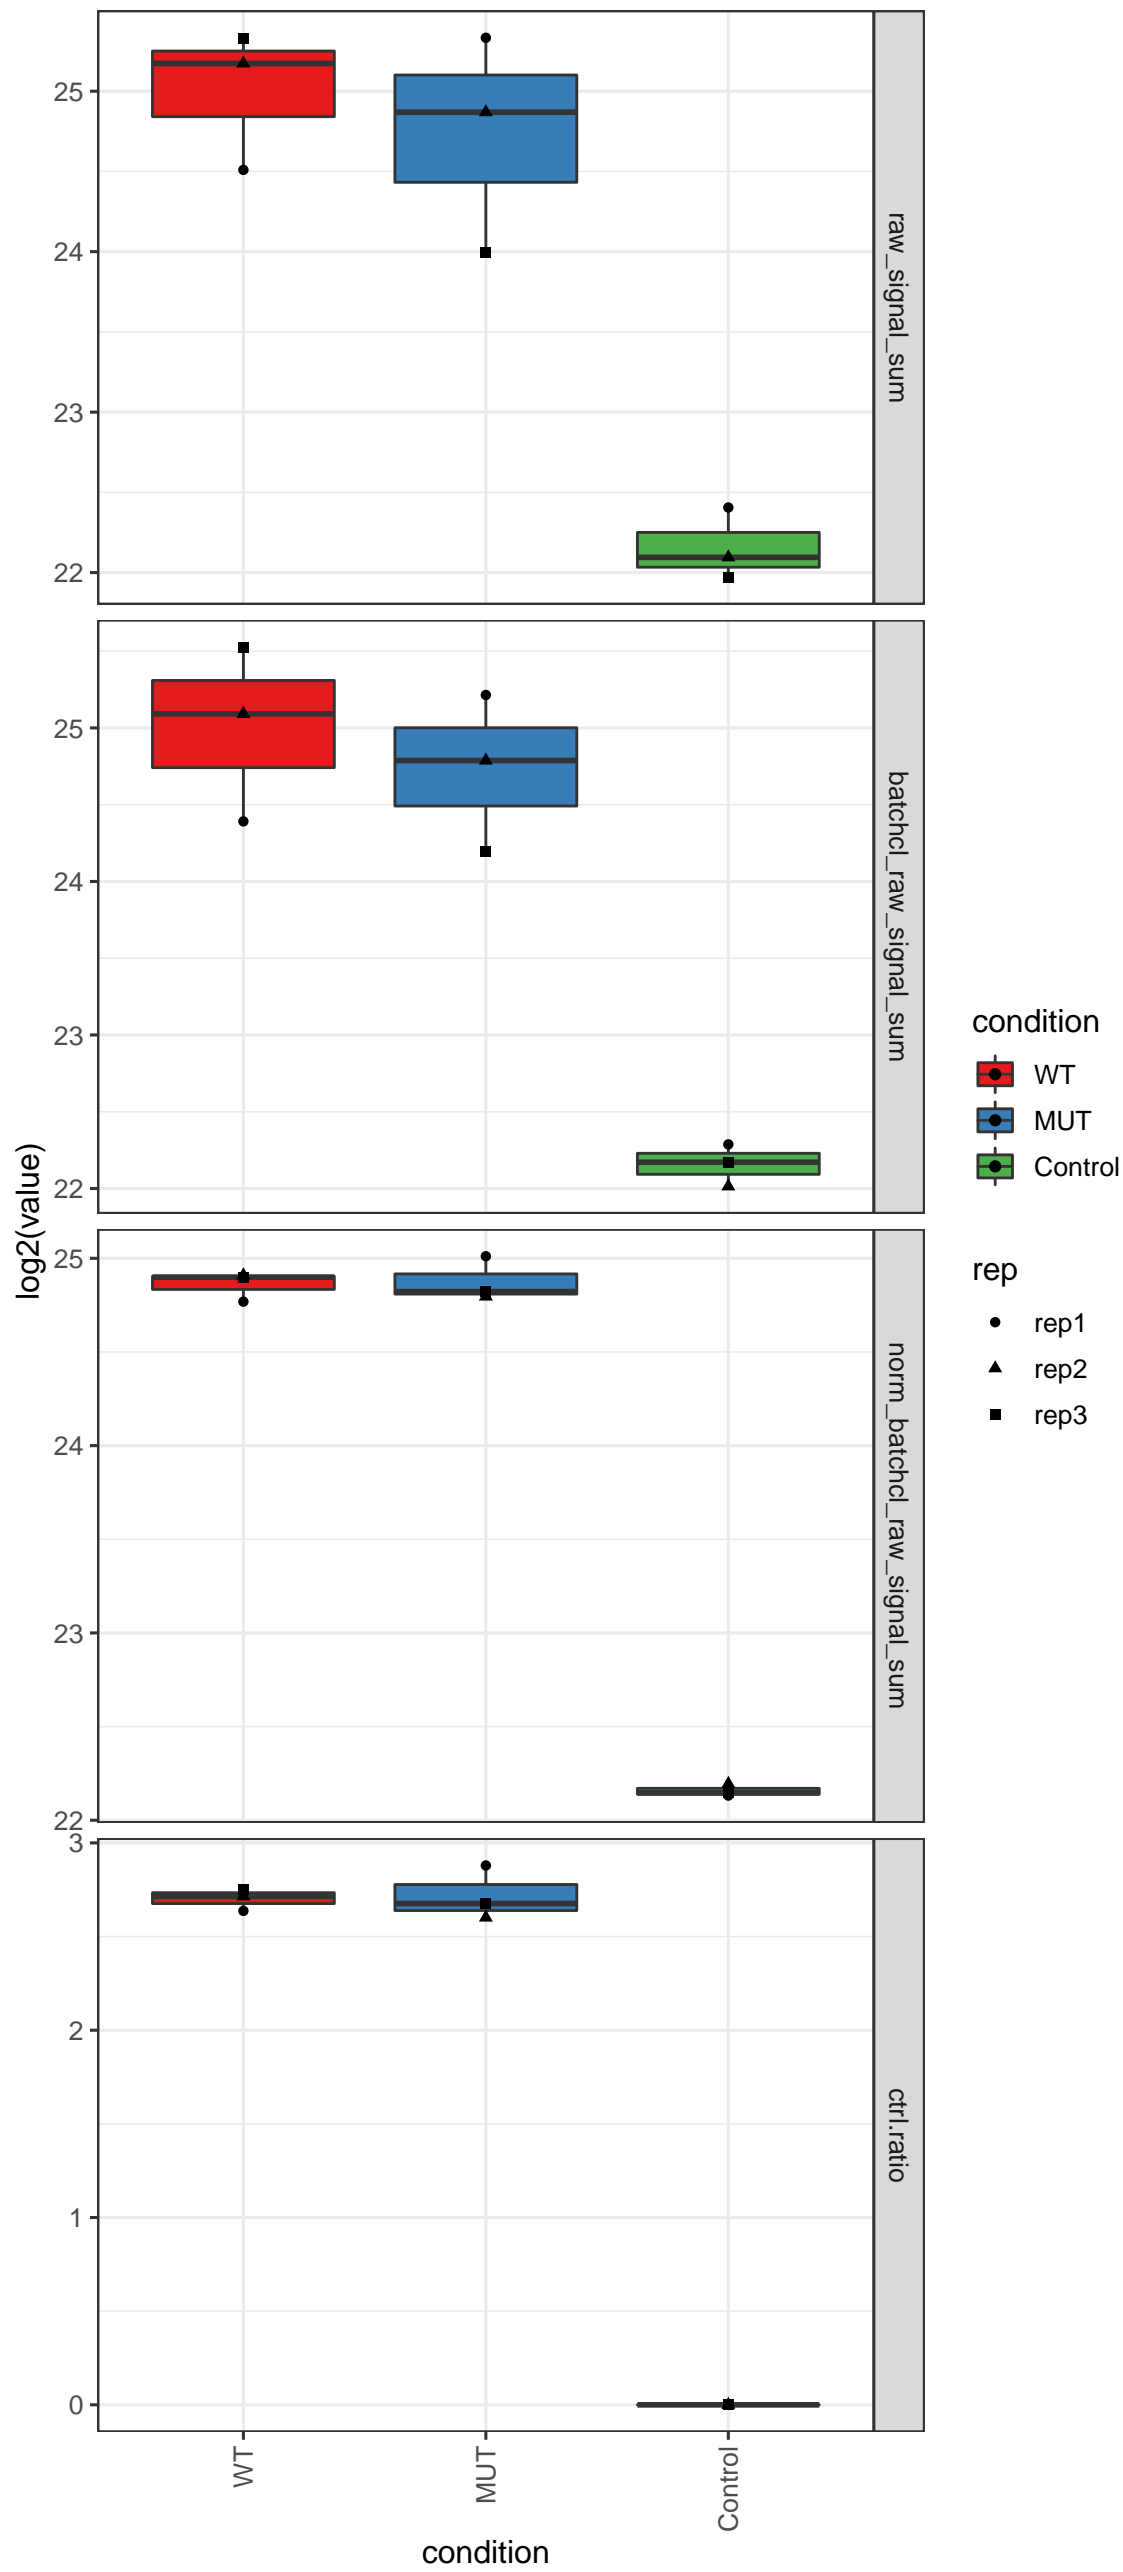 25
24
23
22
raw_signal_sum
25
24
23
22
batchcl_raw_signal_sum
25
24
23
22
norm_batchcl_raw_signal_sum
3
2
1
0
ctrl.ratio
log2(value)
WT
MUT
Control
condition
condition
WT
MUT
Control
rep
rep1
rep2
rep3